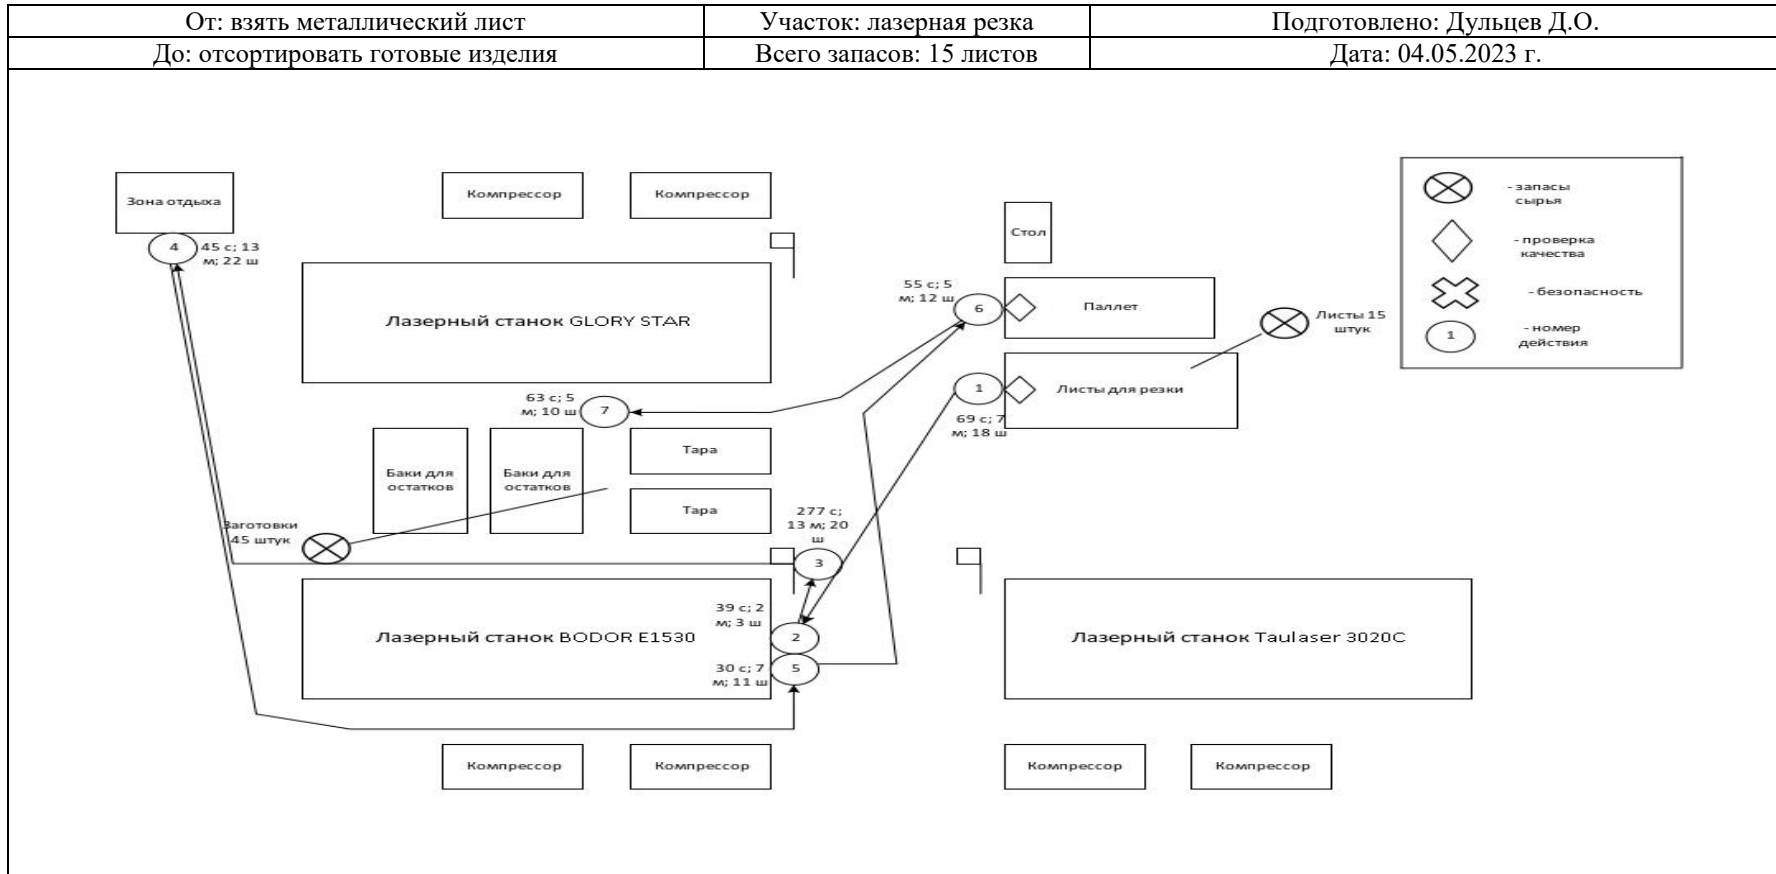 От: взять металлический лист
Участок: лазерная резка
Подготовлено: Дульцев Д.О.
До: отсортировать готовые изделия
Всего запасов: 15 листов
Дата: 04.05.2023 г.
Зона отдыха
Компрессор
Компрессор
Стол
- запасы
сырья
- проверка
качества
- безопасность
1
- номер
действия
4
45 с; 13
м; 22 ш
Лазерный станок GLORY STAR
55 с; 5
м; 12 ш
6
Паллет
Листы 15
штук
63 с; 5
м; 10 ш
7
1
Листы для резки
69 с; 7
м; 18 ш
Баки для
остатков
Баки для
остатков
Тара
Тара
Заготовки
45 штук
277 с;
13 м; 20
ш
3
39 с; 2
м; 3 ш
2
Лазерный станок BODOR E1530
30 с; 7
м; 11 ш
5
Лазерный станок Taulaser 3020C
Компрессор
Компрессор
Компрессор
Компрессор